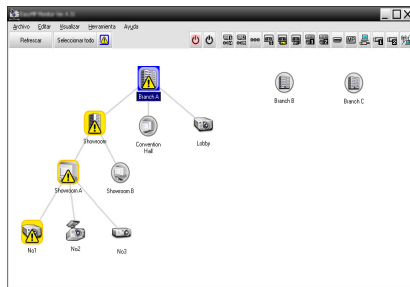 Archivo Editar Visualizar Herramienta Ayuda
Refrescar Seleccionar todo
Branch A
Branch B
Branch C
Showroom
Convention
Hall
Lobby
Showroom A
Showroom B
No1
No2
No3